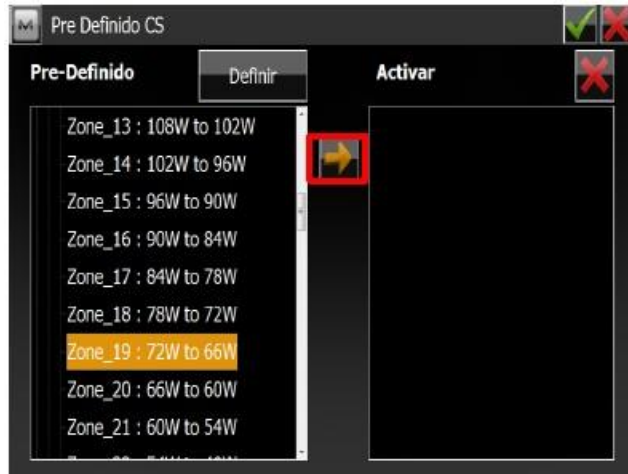 Pre Definido CS
Pre-Definido
Definir
Activar
Zone_13 : 108W to 102W
Zone_14 : 102W to 96W
Zone_15 : 96W to 90W
Zone_16 : 90W to 84W
Zone_17 : 84W to 78W
Zone_18 : 78W to 72W
Zone_19 : 72W to 66W
Zone_20 : 66W to 60W
Zone_21 : 60W to 54W